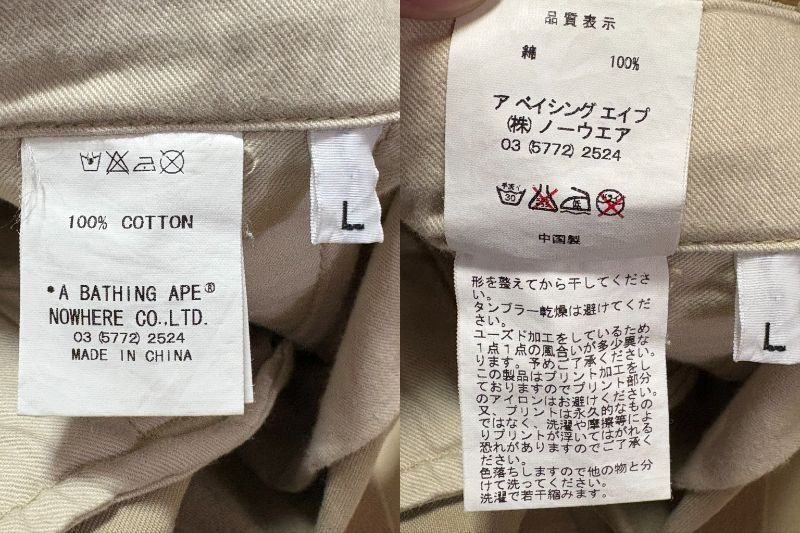 100% COTTON
*A BATHING APE®
NOWHERE CO.,LTD.
03 (5772) 2524
MADE IN CHINA
L
品質表示
綿 100%
ア ベイシング エイプ
(株) ノーウエア
03 (5772) 2524
手洗イ
30
中国製
形を整えてから干してくださ
い。
タンブラー乾燥は避けてくだ
さい。
ユーズド加工をしているため
1点1点の風合いが多少異な
ります。予めご了承ください。
この製品はプリント加工をし
ておりますのでプリント部分
のアイロンはお避けください。
又、プリントは永久的なもの
ではなく、洗濯や摩擦等によ
りプリントが浮いてはがれる
恐れがありますのでご了承く
ださい。
色落ちしますので他の物と分
けて洗ってください。
洗濯で若干縮みます。
L